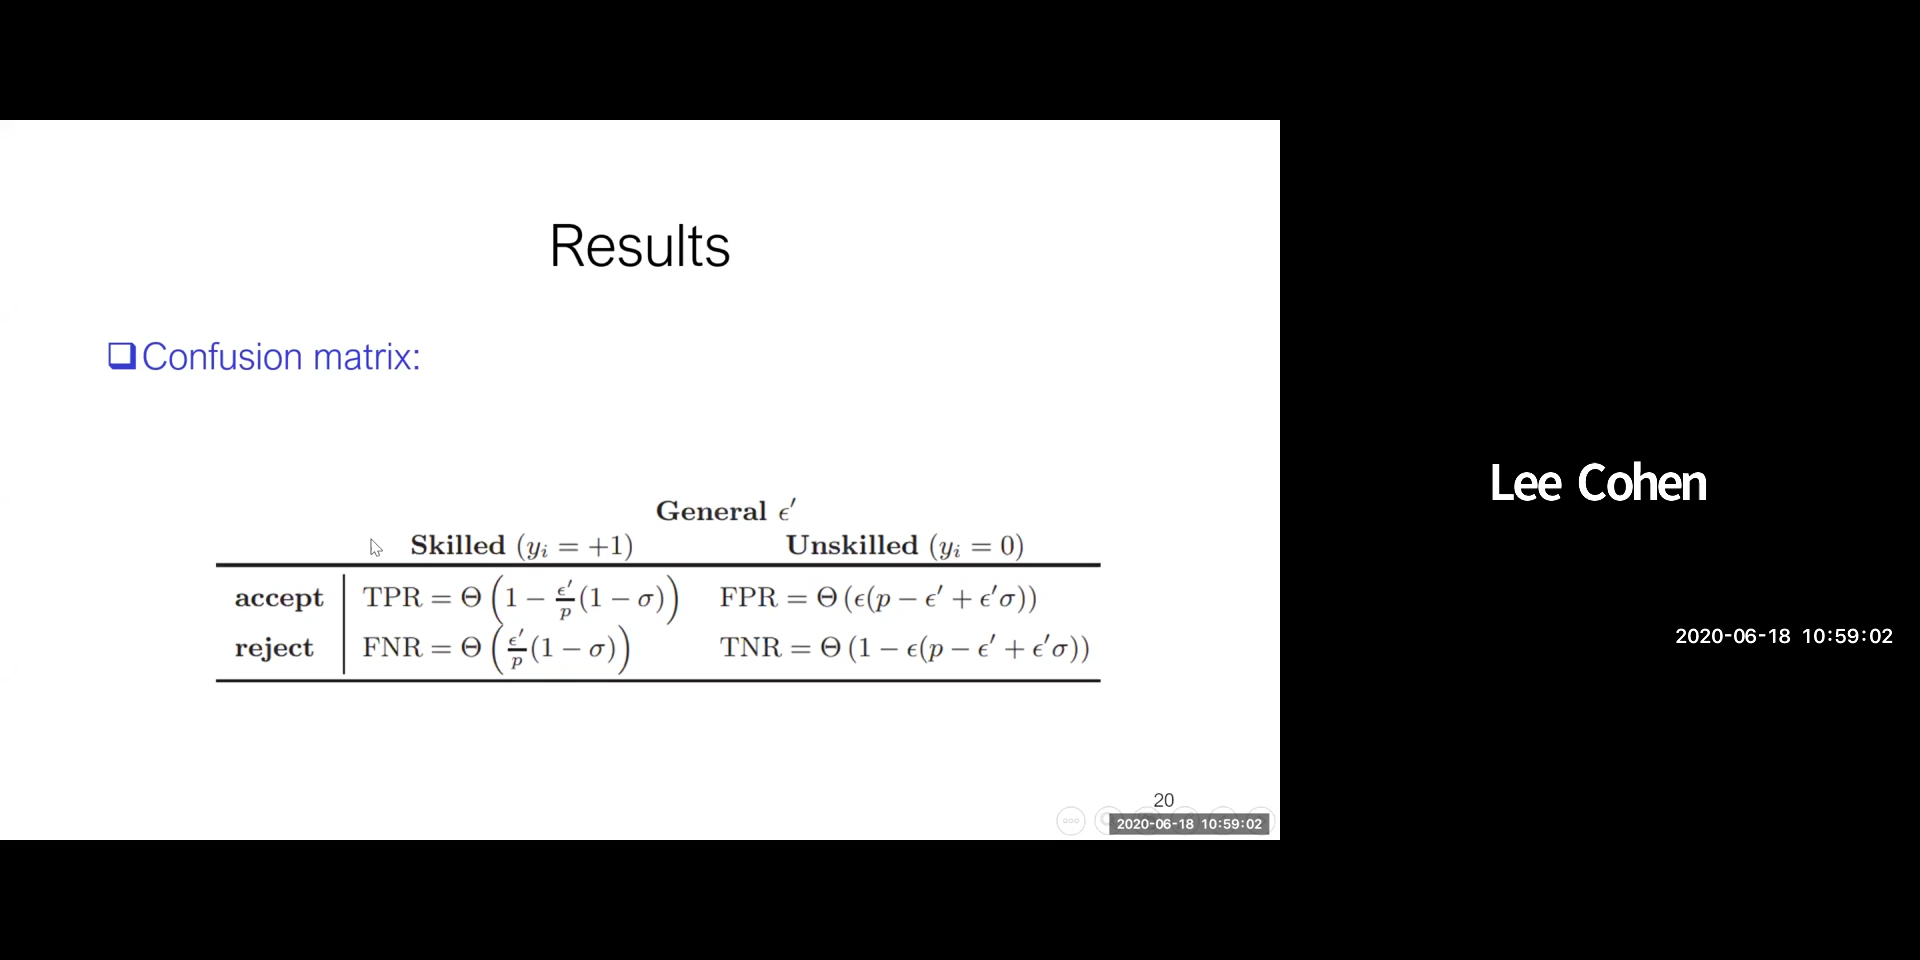 Results
❑Confusion matrix:
General ϵ′
Skilled (yᵢ = +1) Unskilled (yᵢ = 0)
accept TPR = Θ(1 − ϵ′/p (1 − σ)) FPR = Θ(ϵ(p − ϵ′ + ϵ′σ))
reject FNR = Θ(ϵ′/p (1 − σ)) TNR = Θ(1 − ϵ(p − ϵ′ + ϵ′σ))
20
2020-06-18 10:59:02
Lee Cohen
2020-06-18 10:59:02